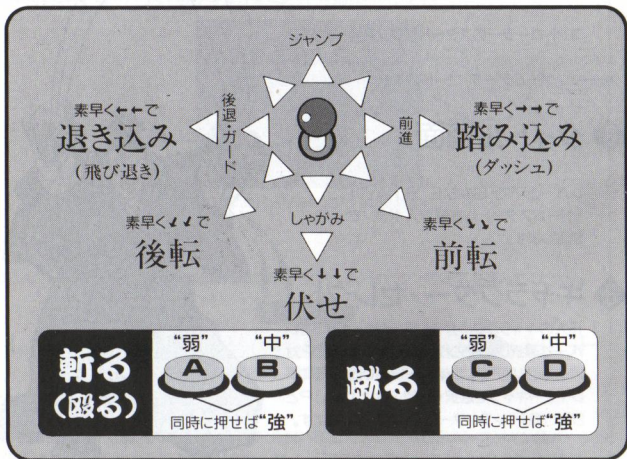 ジャンプ
素早く←←で
退き込み
(飛び退き)
後退・ガード
前進
素早く→→で
踏み込み
(ダッシュ)
素早く↙↙で
後転
しゃがみ
素早く↓↓で
伏せ
素早く↘↘で
前転
斬る
(殴る)
“弱” “中”
A B
同時に押せば“強”
蹴る
“弱” “中”
C D
同時に押せば“強”